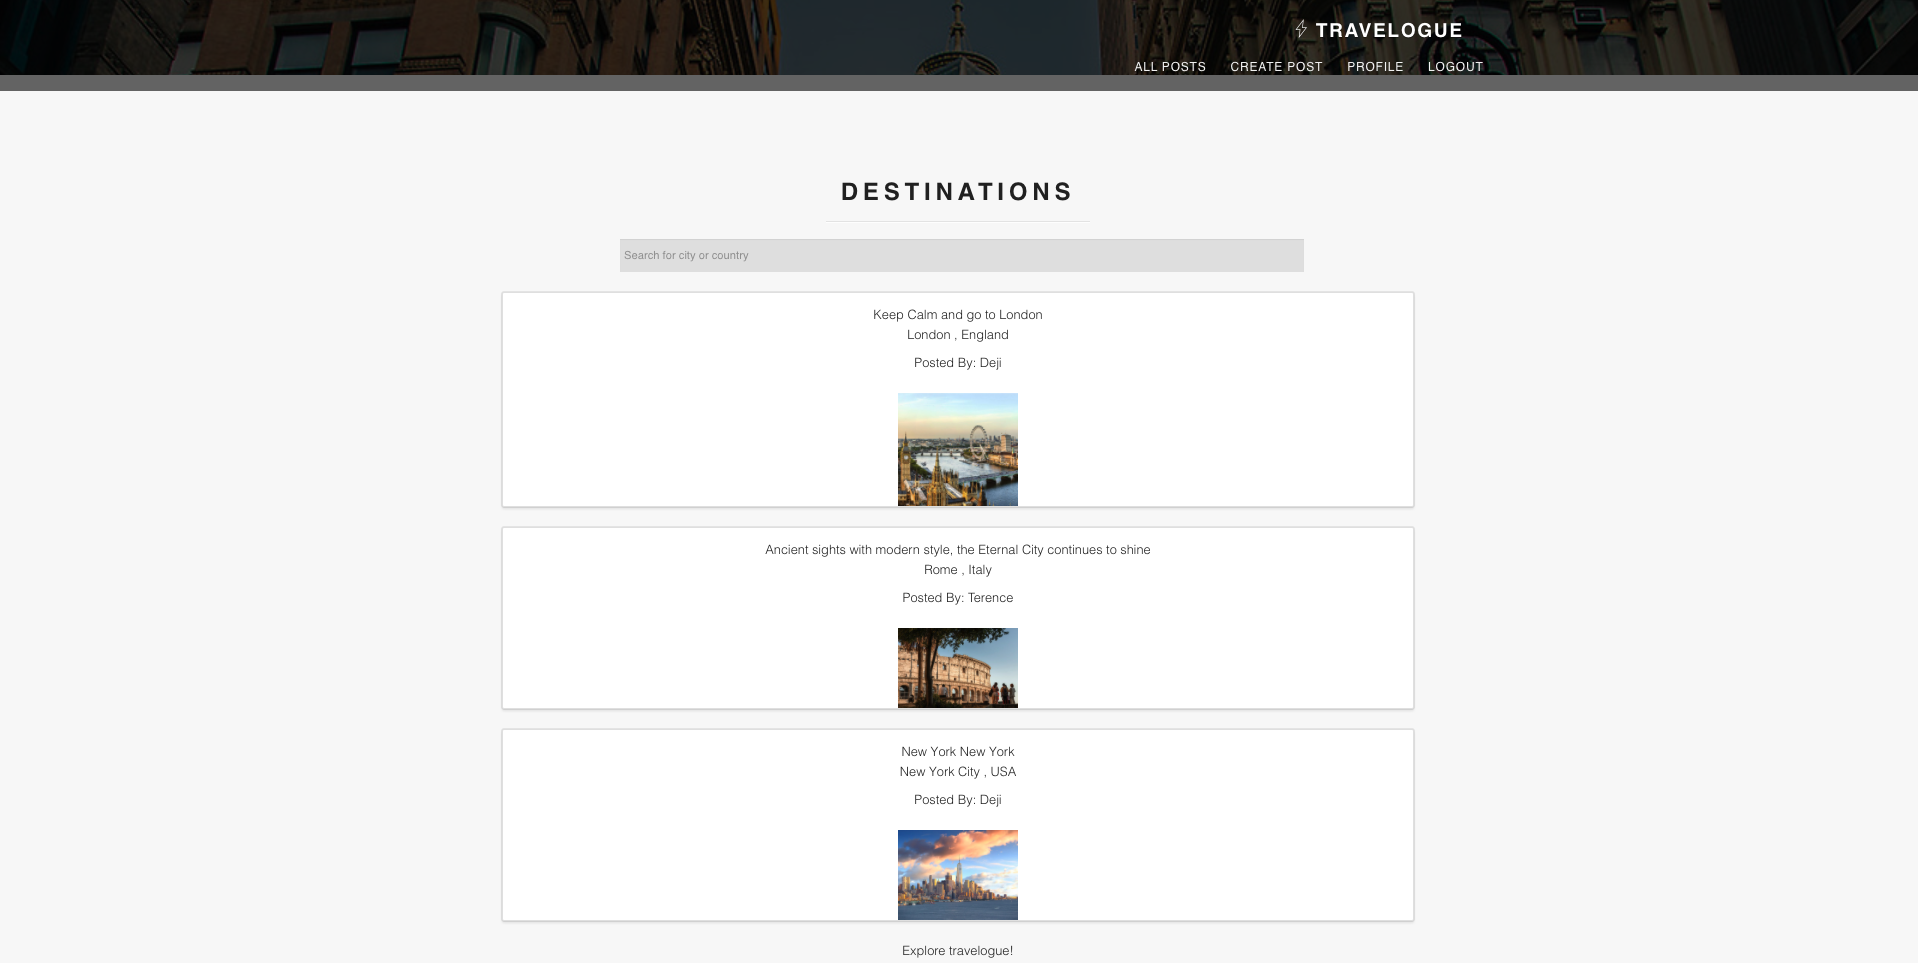 TRAVELOGUE
ALL POSTS CREATE POST PROFILE LOGOUT
DESTINATIONS
Search for city or country
Keep Calm and go to London
London , England
Posted By: Deji
Ancient sights with modern style, the Eternal City continues to shine
Rome , Italy
Posted By: Terence
New York New York
New York City , USA
Posted By: Deji
Explore travelogue!